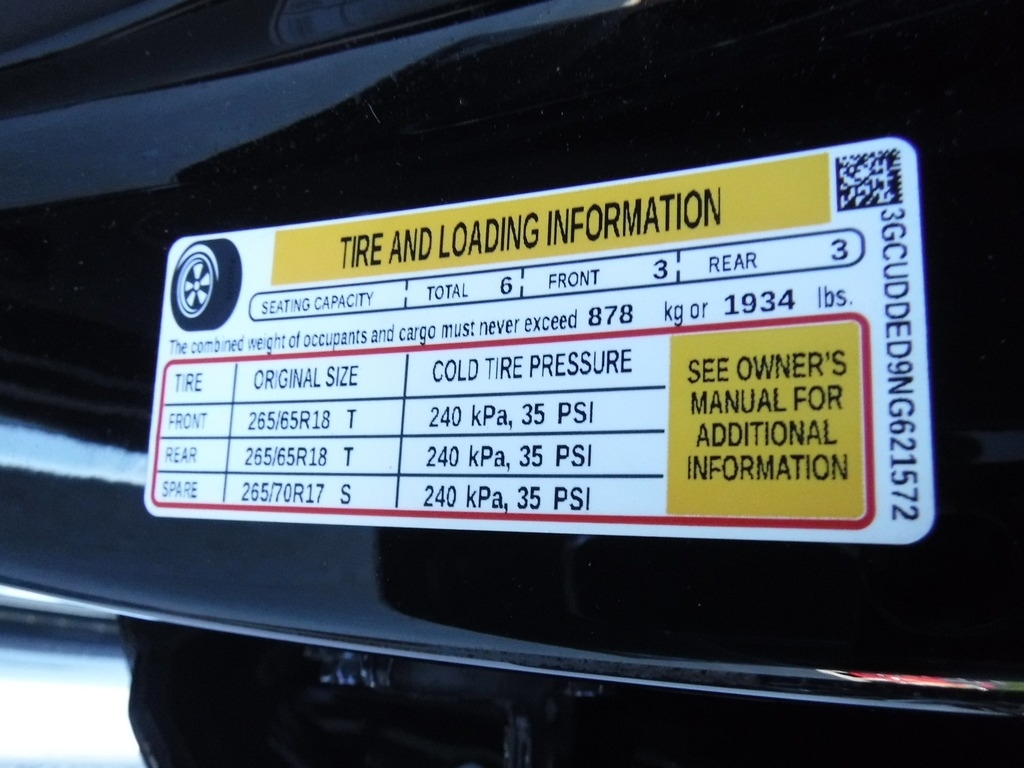 TIRE AND LOADING INFORMATION
SEATING CAPACITY TOTAL 6 FRONT 3 REAR 3
The combined weight of occupants and cargo must never exceed 878 kg or 1934 lbs.
TIRE ORIGINAL SIZE COLD TIRE PRESSURE
FRONT 265/65R18 T 240 kPa, 35 PSI
REAR 265/65R18 T 240 kPa, 35 PSI
SPARE 265/70R17 S 240 kPa, 35 PSI
SEE OWNER'S
MANUAL FOR
ADDITIONAL
INFORMATION
3GCUDDED9NG621572